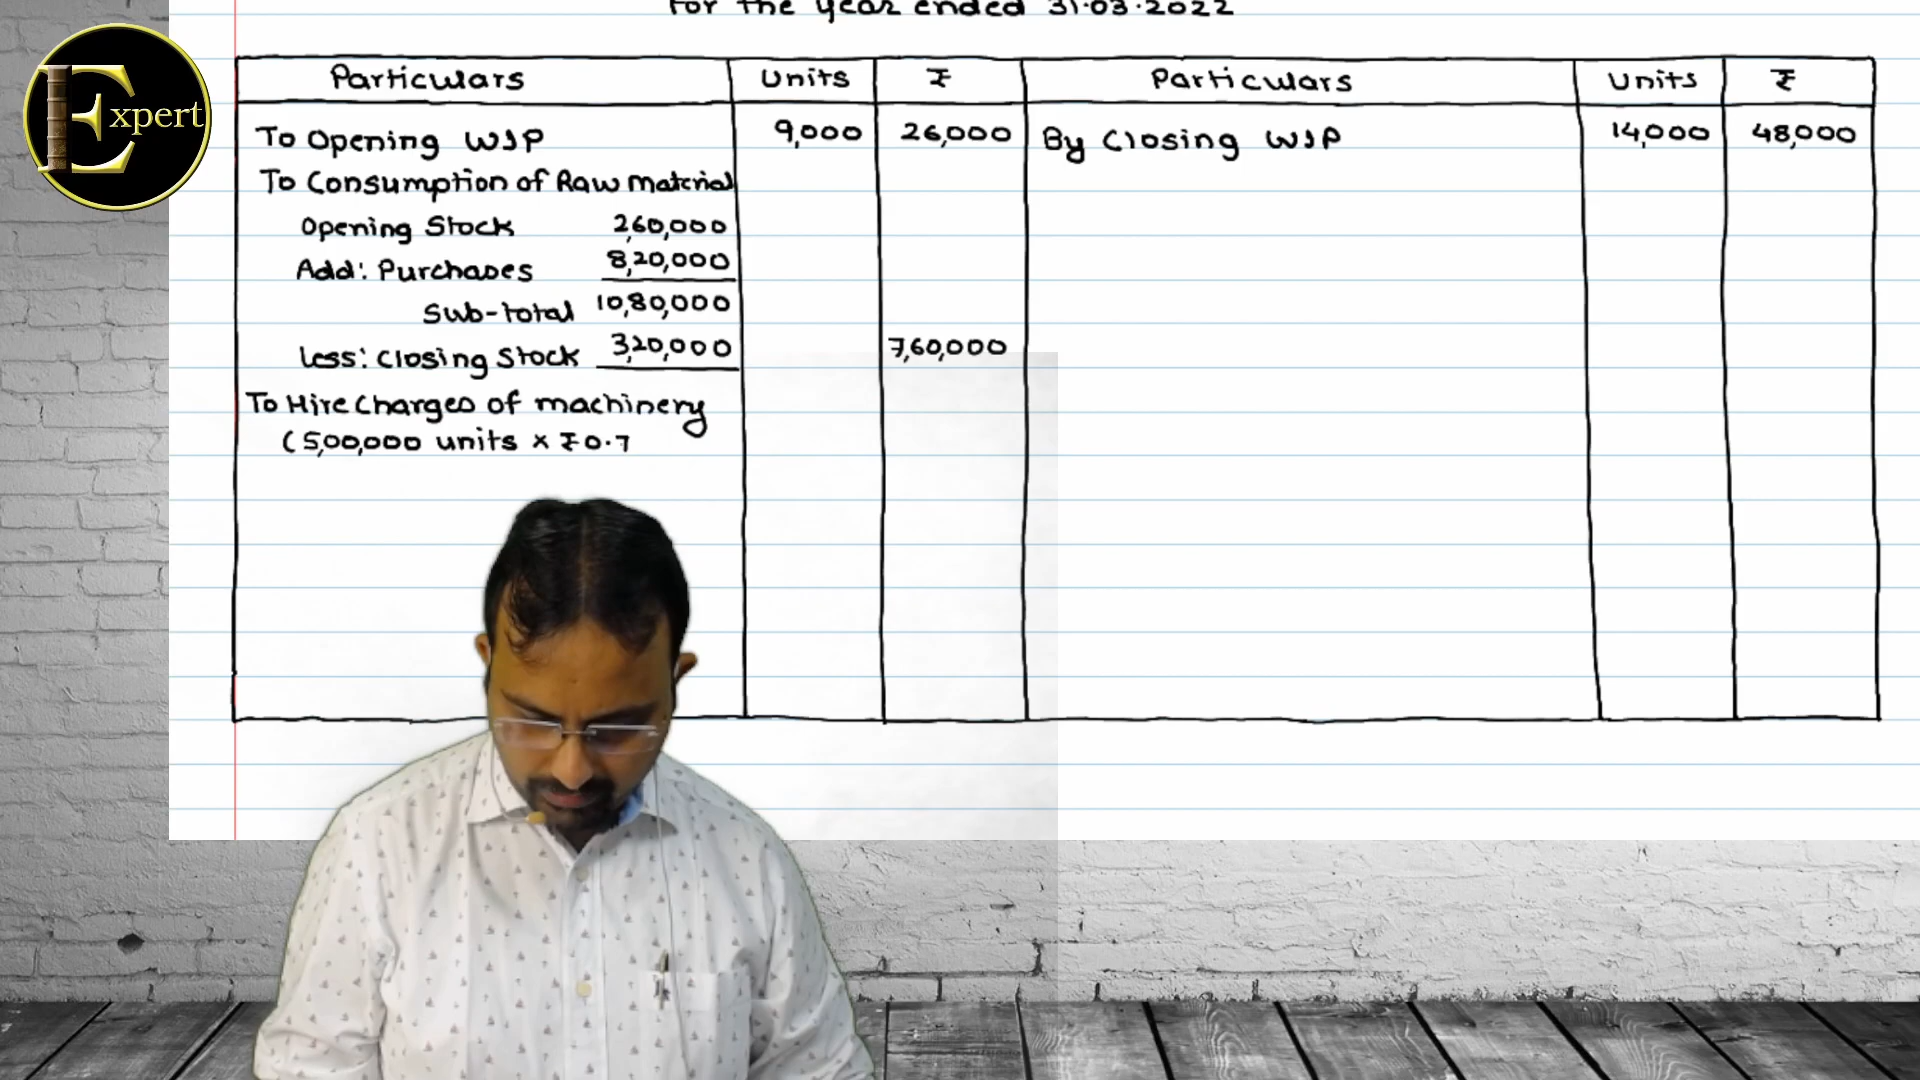 Expert
for the year ended 31.03.2022
Particulars Units ₹ Particulars Units ₹
To Opening WIP 9,000 26,000 By Closing WIP 14,000 48,000
To Consumption of Raw Material
Opening Stock 2,60,000
Add: Purchases 8,20,000
Sub-total 10,80,000
Less: Closing Stock 3,20,000 7,60,000
To Hire Charges of machinery
(5,00,000 units × ₹0.7